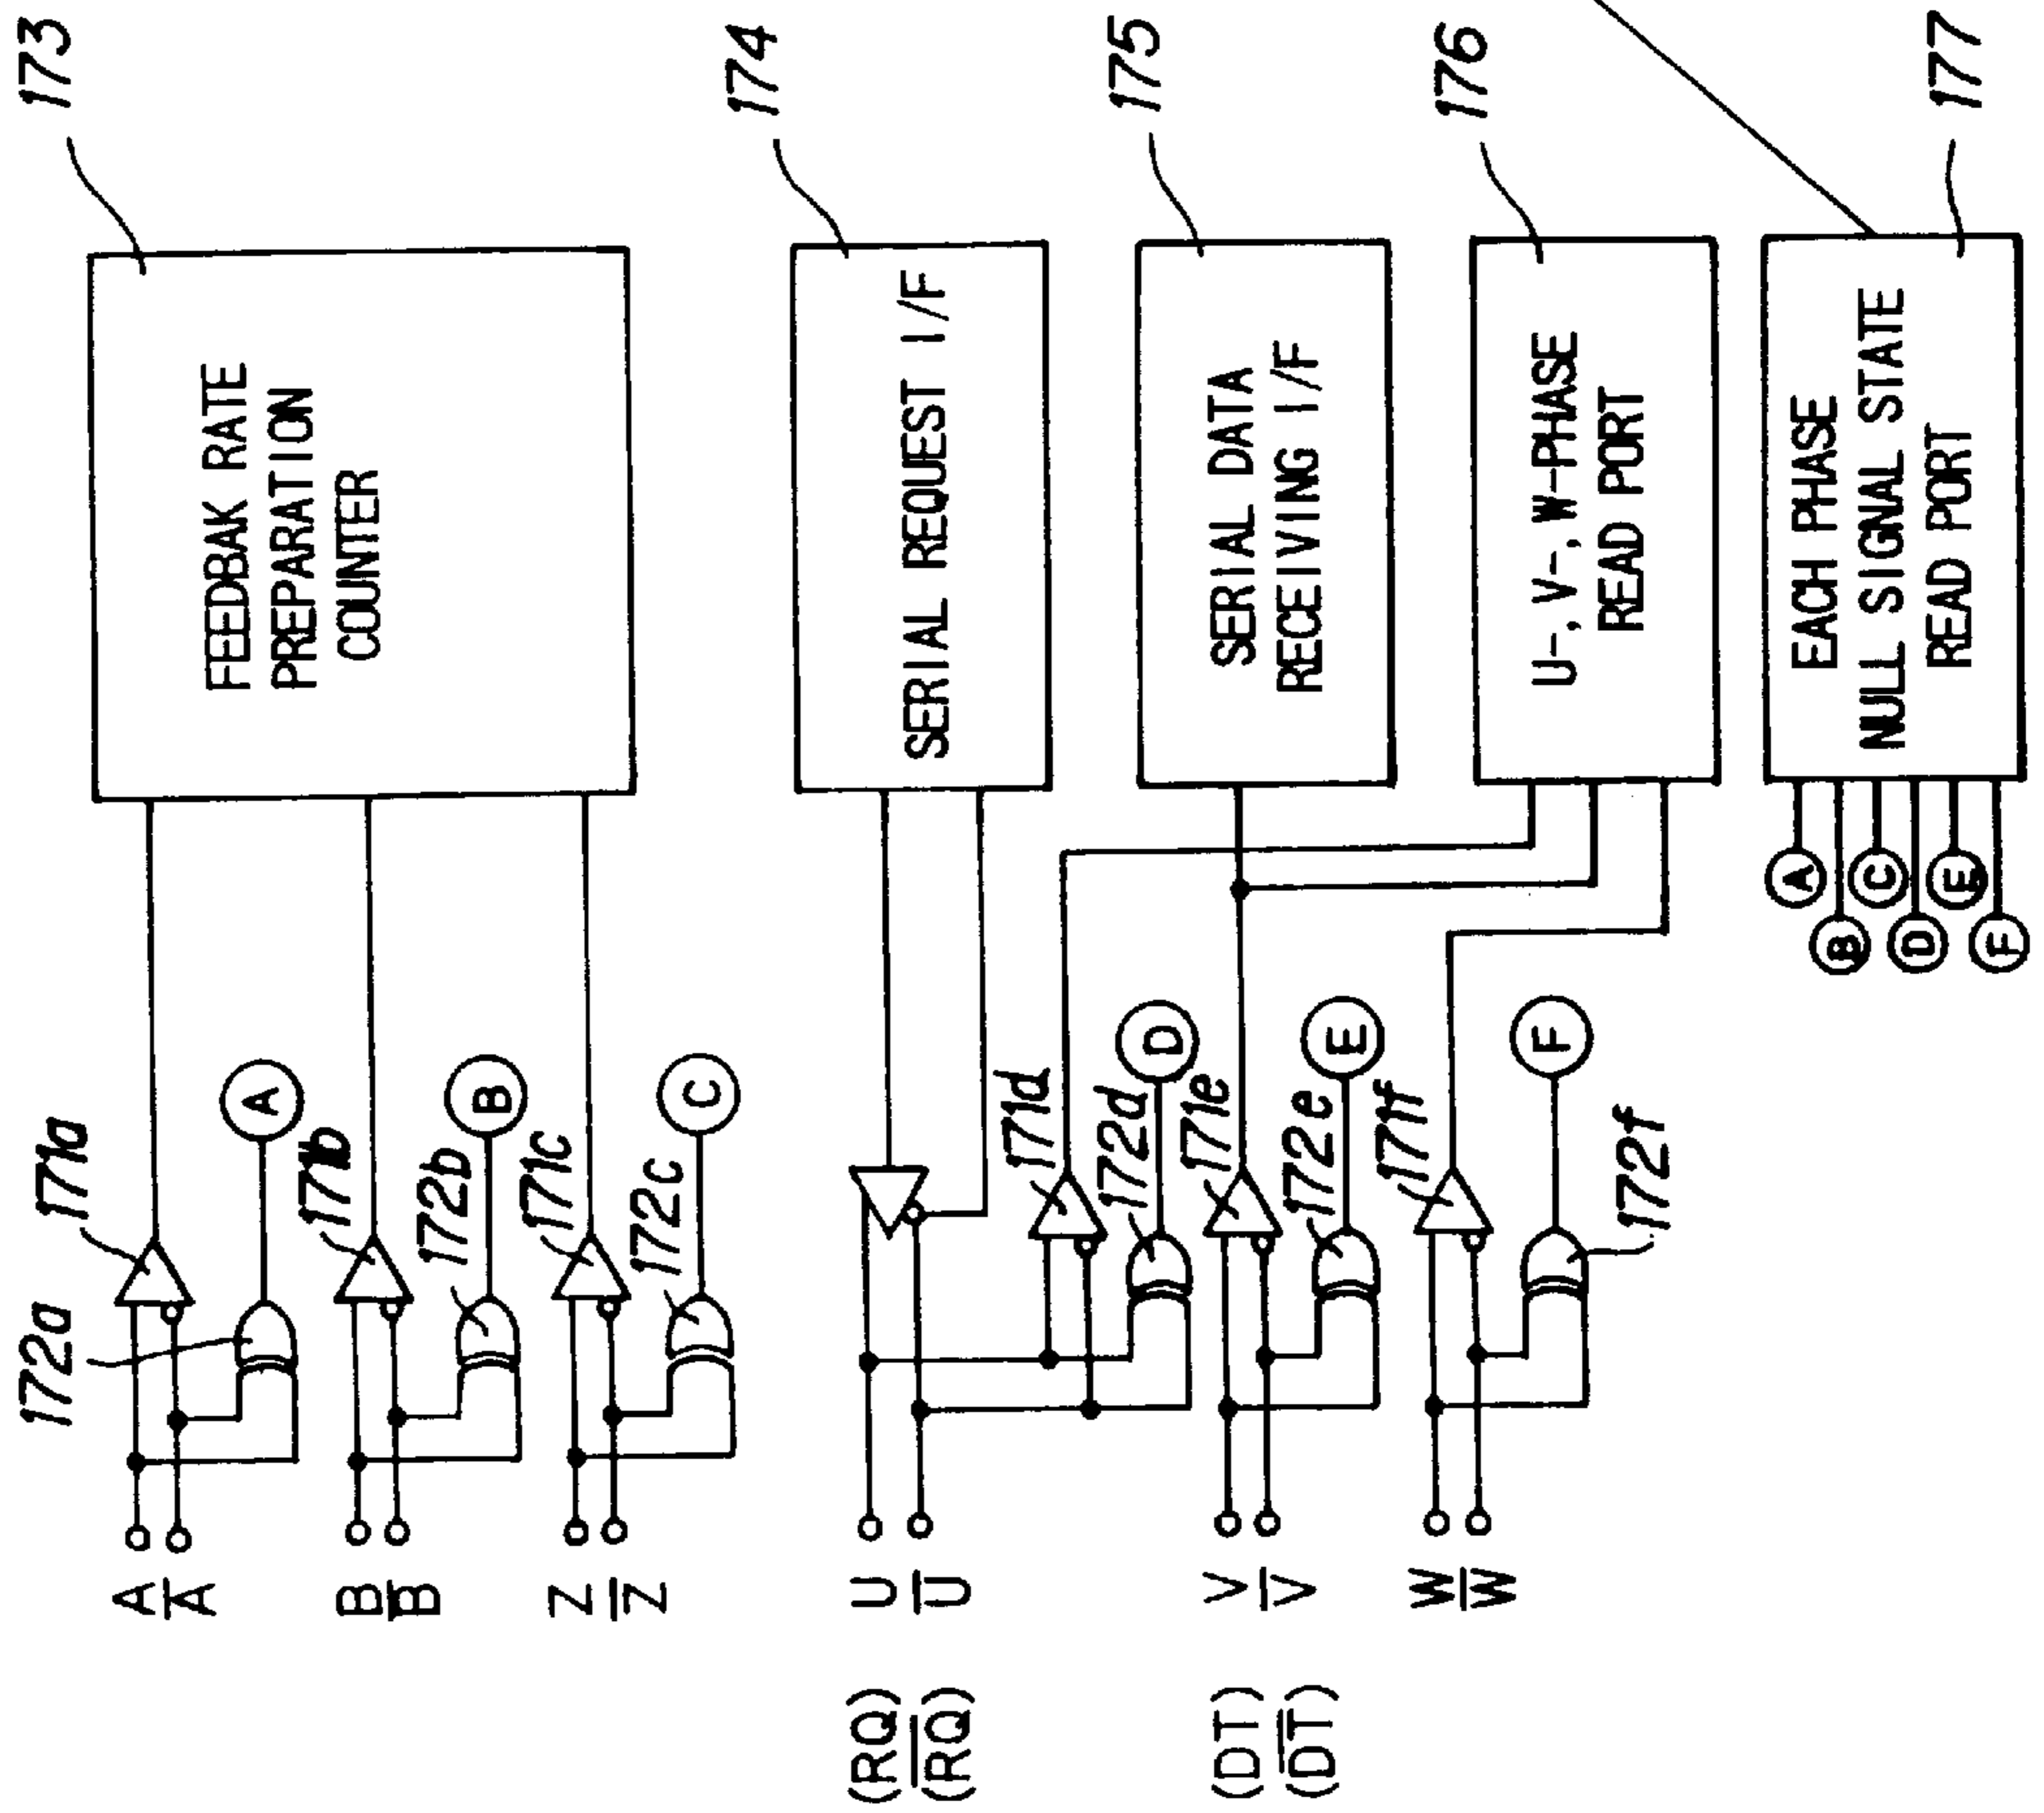 173
FEEDBAK RATE
PREPARATION
COUNTER
174
SERIAL REQUEST I/F
175
SERIAL DATA
RECEIVING I/F
176
U-, V-, W-PHASE
READ PORT
177
EACH PHASE
NULL SIGNAL STATE
READ PORT
A
B
C
D
E
F
171a
172a
A
171b
172b
B
171c
172c
C
171d
172d
D
171e
172e
E
171f
172f
F
A
A̅
B
B̅
Z
Z̅
U
U̅
V
V̅
W
W̅
(RQ)
(R̅Q̅)
(DT)
(D̅T̅)